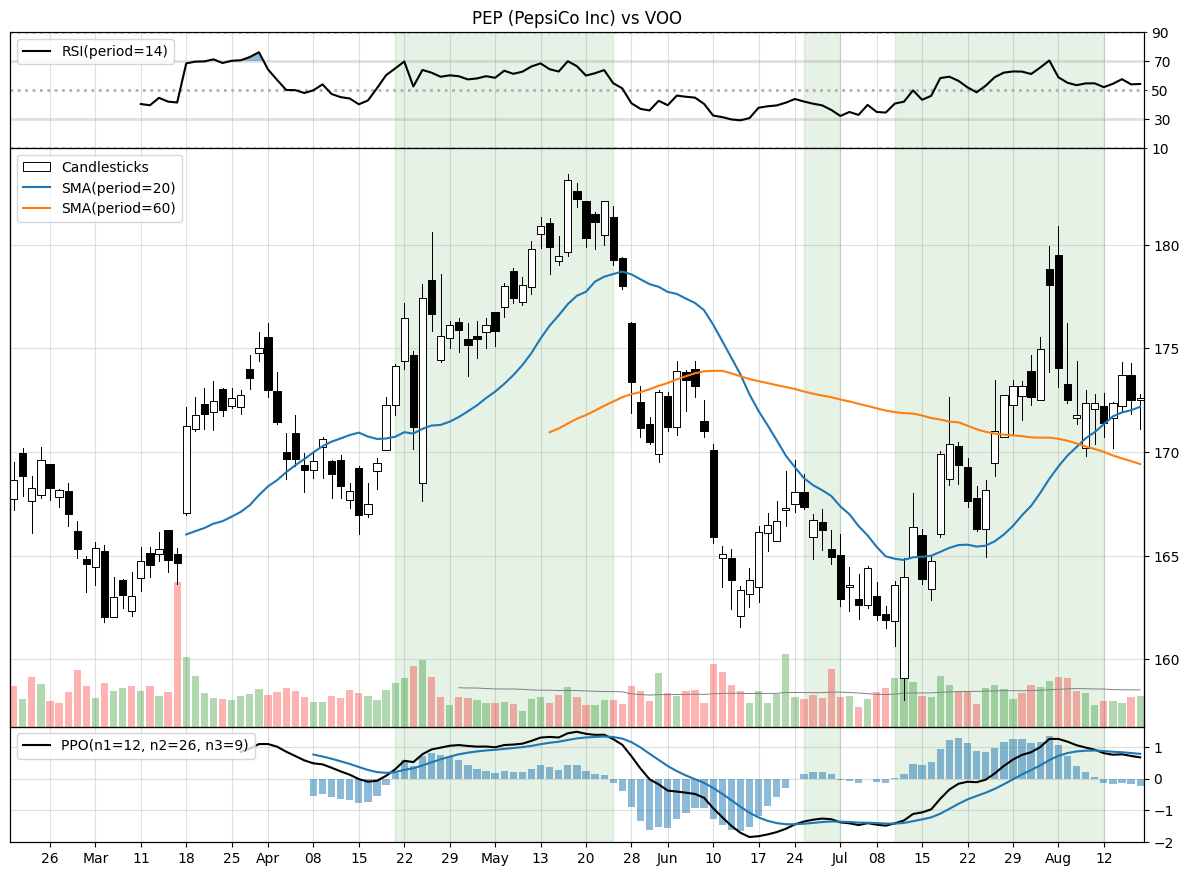 PEP (PepsiCo Inc) vs VOO
RSI(period=14)
90
70
50
30
10
Candlesticks
SMA(period=20)
SMA(period=60)
180
175
170
165
160
PPO(n1=12, n2=26, n3=9)
1
0
−1
−2
26 Mar 11 18 25 Apr 08 15 22 29 May 13 20 28 Jun 10 17 24 Jul 08 15 22 29 Aug 12